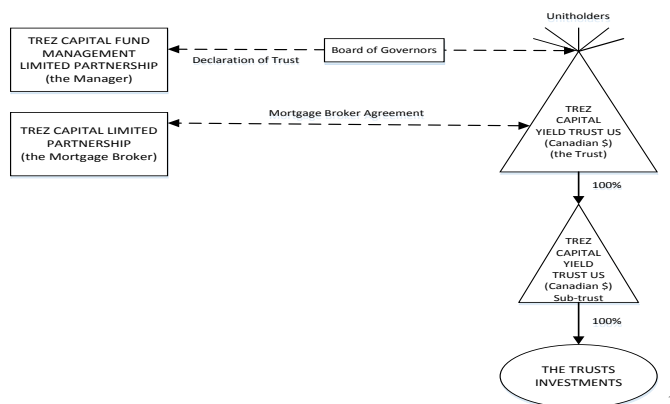 Unitholders
TREZ CAPITAL FUND
MANAGEMENT
LIMITED PARTNERSHIP
(the Manager)
Declaration of Trust
Board of Governors
TREZ CAPITAL LIMITED
PARTNERSHIP
(the Mortgage Broker)
Mortgage Broker Agreement
TREZ
CAPITAL
YIELD TRUST US
(Canadian $)
(the Trust)
100%
TREZ
CAPITAL
YIELD
TRUST US
(Canadian $)
Sub-trust
100%
THE TRUSTS
INVESTMENTS